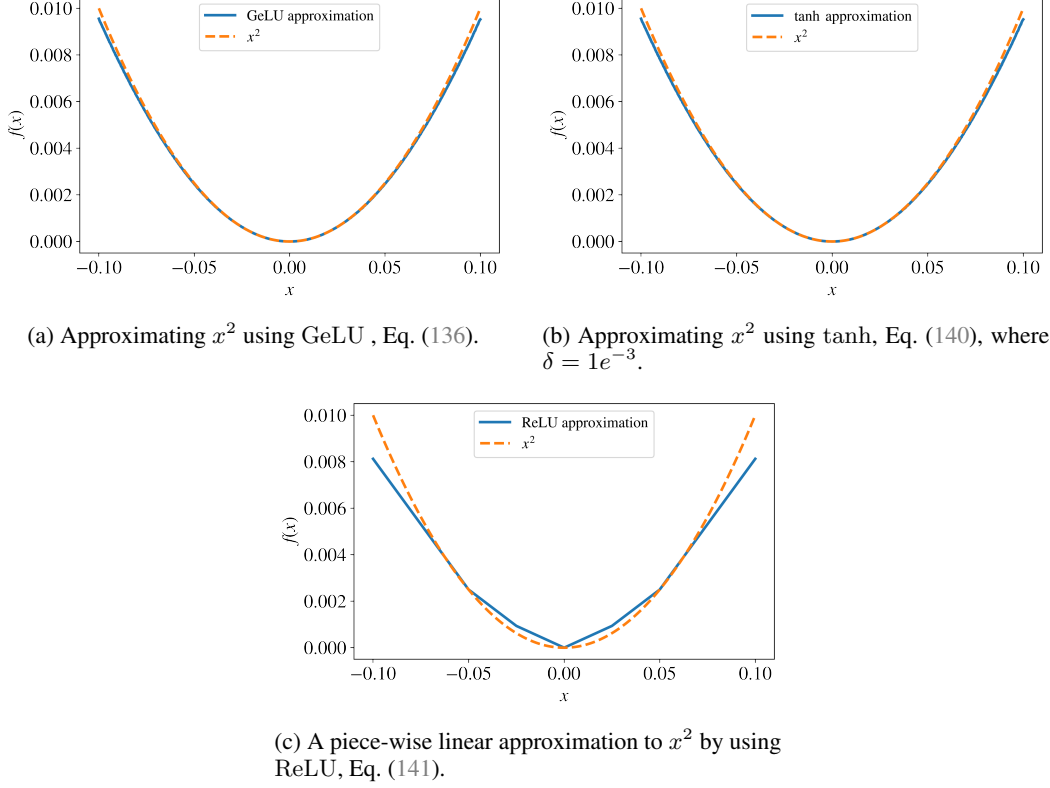 0.010
0.008
0.006
0.004
0.002
0.000
f(x)
GeLU approximation
x²
−0.10 −0.05 0.00 0.05 0.10
x
(a) Approximating x² using GeLU , Eq. (136).
0.010
0.008
0.006
0.004
0.002
0.000
f(x)
tanh approximation
x²
−0.10 −0.05 0.00 0.05 0.10
x
(b) Approximating x² using tanh, Eq. (140), where
δ = 1e⁻³.
0.010
0.008
0.006
0.004
0.002
0.000
f(x)
ReLU approximation
x²
−0.10 −0.05 0.00 0.05 0.10
x
(c) A piece-wise linear approximation to x² by using
ReLU, Eq. (141).